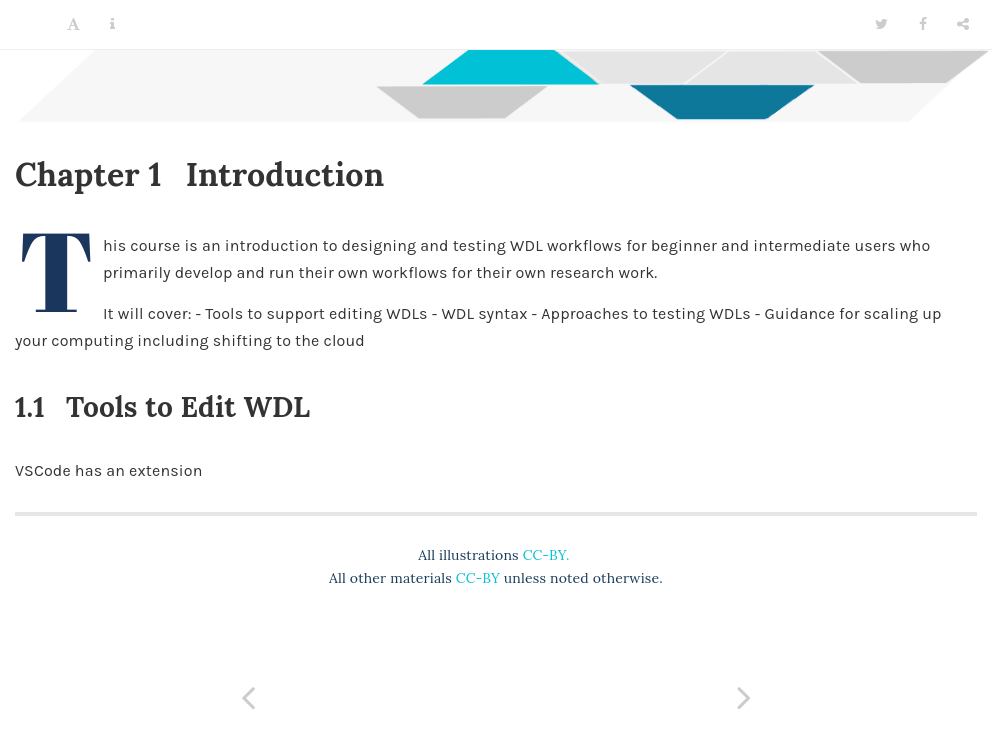 Chapter 1 Introduction
This course is an introduction to designing and testing WDL workflows for beginner and intermediate users who
primarily develop and run their own workflows for their own research work.
It will cover: - Tools to support editing WDLs - WDL syntax - Approaches to testing WDLs - Guidance for scaling up
your computing including shifting to the cloud
1.1 Tools to Edit WDL
VSCode has an extension
All illustrations CC-BY.
All other materials CC-BY unless noted otherwise.